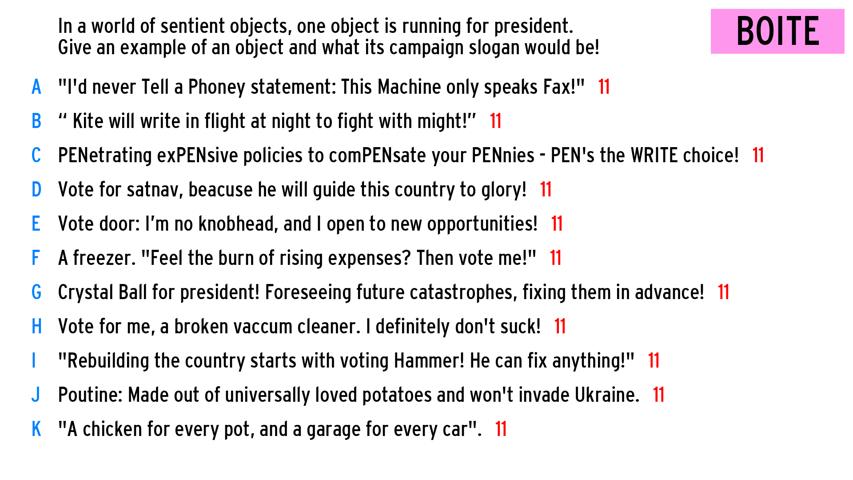 In a world of sentient objects, one object is running for president.
Give an example of an object and what its campaign slogan would be!
BOITE
A "I'd never Tell a Phoney statement: This Machine only speaks Fax!" 11
B “ Kite will write in flight at night to fight with might!” 11
C PENetrating exPENsive policies to comPENsate your PENnies - PEN's the WRITE choice! 11
D Vote for satnav, beacuse he will guide this country to glory! 11
E Vote door: I’m no knobhead, and I open to new opportunities! 11
F A freezer. "Feel the burn of rising expenses? Then vote me!" 11
G Crystal Ball for president! Foreseeing future catastrophes, fixing them in advance! 11
H Vote for me, a broken vaccum cleaner. I definitely don't suck! 11
I "Rebuilding the country starts with voting Hammer! He can fix anything!" 11
J Poutine: Made out of universally loved potatoes and won't invade Ukraine. 11
K "A chicken for every pot, and a garage for every car". 11